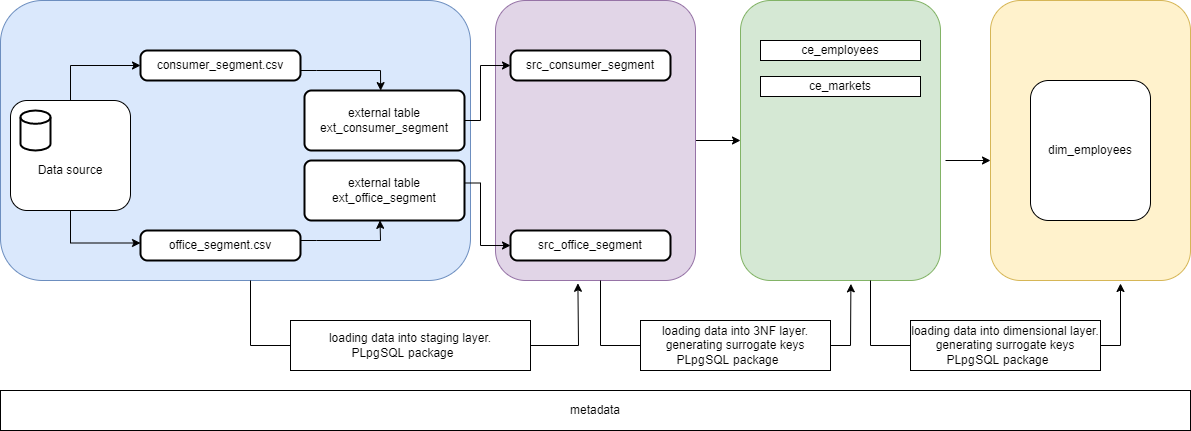 consumer_segment.csv
src_consumer_segment
ce_employees
ce_markets
external table
ext_consumer_segment
Data source
dim_employees
external table
ext_office_segment
office_segment.csv
src_office_segment
loading data into staging layer.
PLpgSQL package
loading data into 3NF layer.
generating surrogate keys
PLpgSQL package
loading data into dimensional layer.
generating surrogate keys
PLpgSQL package
metadata